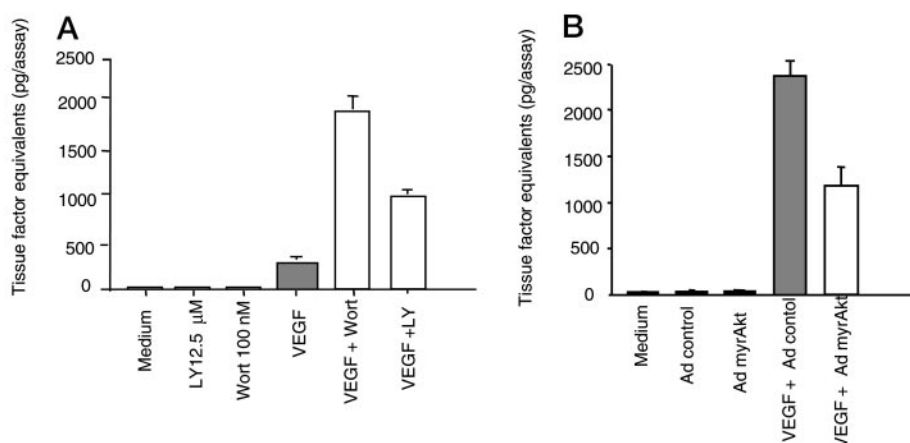 A
Tissue factor equivalents (pg/assay)
2500
2000
1500
1000
500
0
Medium
LY12.5 μM
Wort 100 nM
VEGF
VEGF + Wort
VEGF +LY
B
Tissue factor equivalents (pg/assay)
2500
2000
1500
1000
500
0
Medium
Ad control
Ad myrAkt
VEGF + Ad contol
VEGF + Ad myrAkt